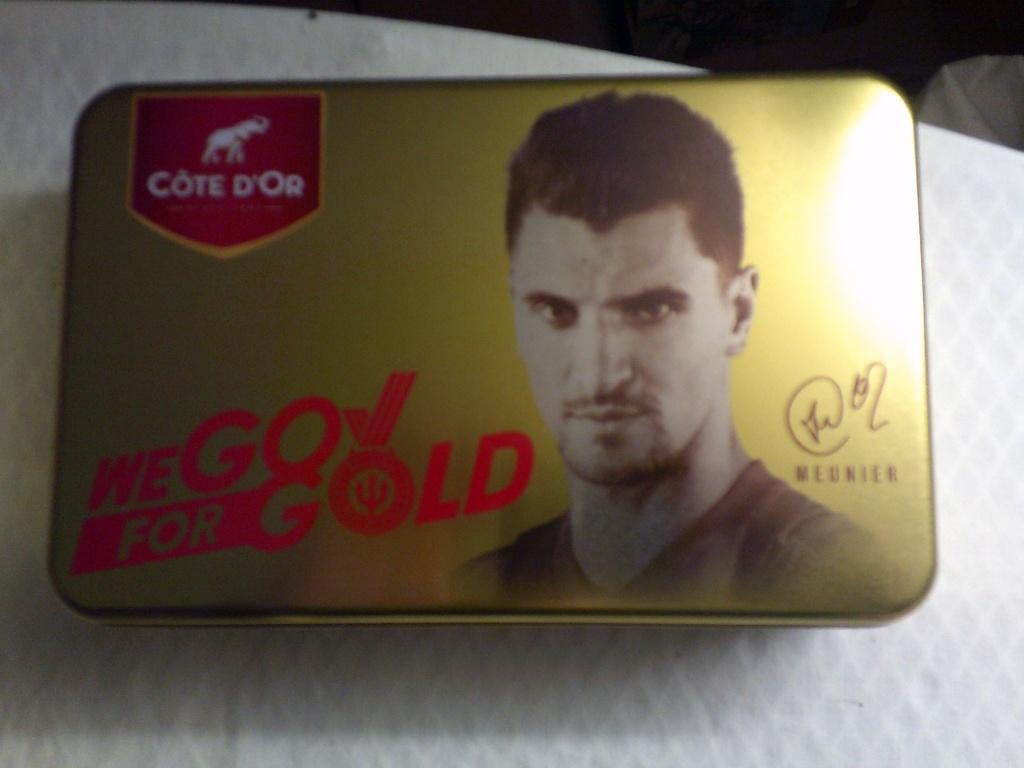 CÔTE D'OR
WE GO
FOR GOLD
MEUNIER